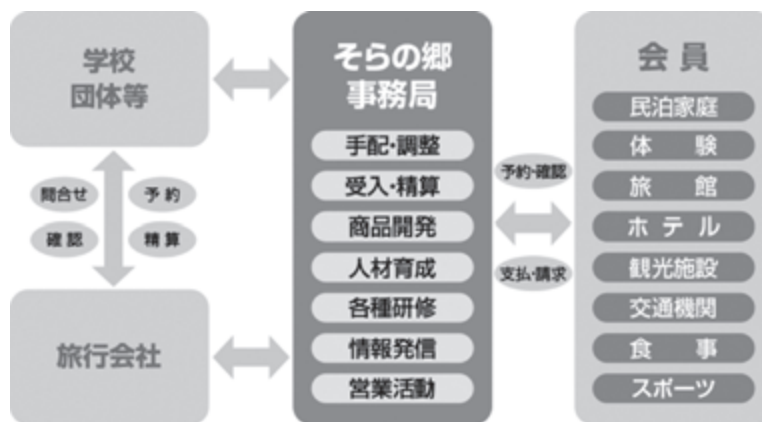 学校
団体等
問合せ
予約
確認
精算
旅行会社
そらの郷
事務局
手配・調整
受入・精算
商品開発
人材育成
各種研修
情報発信
営業活動
予約・確認
支払・請求
会員
民泊家庭
体験
旅館
ホテル
観光施設
交通機関
食事
スポーツ